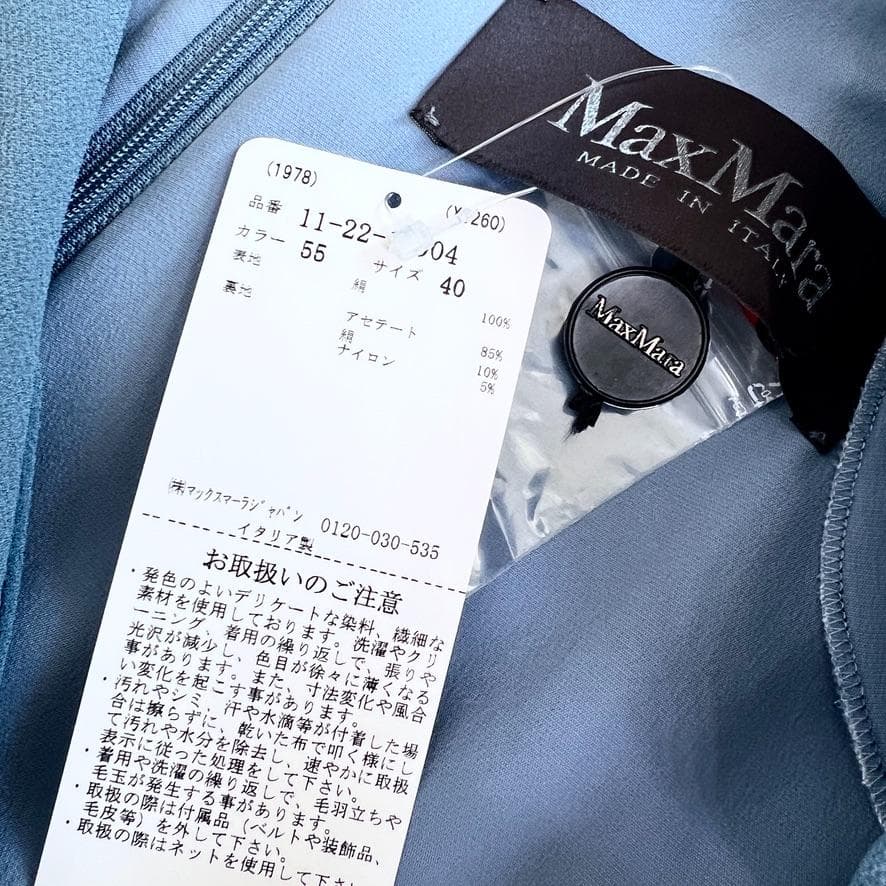 MaxMara
MADE IN ITALY
MaxMara
(1978)
品番 11-22-
カラー 55 サイズ 40
表地 絹 100%
裏地 アセテート 85%
絹 10%
ナイロン 5%
㈱マックスマーラジャパン 0120-030-535
イタリア製
お取扱いのご注意
・発色のよいデリケートな染料、繊細な
素材を使用しております。洗濯やクリ
ーニング、着用の繰り返しで、張りや
光沢が減少し、色目が徐々に薄くなる
事があります。また、寸法変化や風合
い変化を起こす事があります。
・汚れやシミ、汗や水滴等が付着した場
合は擦らずに、乾いた布で叩く様にし
て汚れや水分を除去し、速やかに取扱
表示に従った処理をして下さい。
・着用や洗濯の繰り返しで、毛羽立ちや
毛玉が発生する事があります。
・取扱の際は付属品（ベルトや装飾品、
毛皮等）を外して下さい。
・取扱の際はネットを使用して下さ